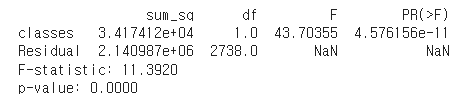 sum_sq df F PR(>F)
classes 3.417412e+04 1.0 43.70355 4.576156e-11
Residual 2.140987e+06 2738.0 NaN NaN
F-statistic: 11.3920
p-value: 0.0000